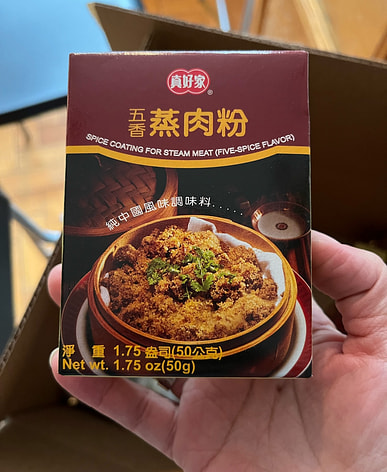 真好家®
五香蒸肉粉
SPICE COATING FOR STEAM MEAT (FIVE-SPICE FLAVOR)
純中國風味調味料.....
淨 重 1.75 盎司(50公克)
Net wt. 1.75 oz(50g)